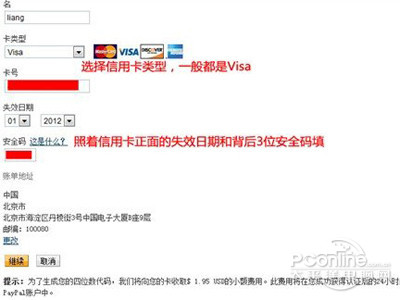 名
liang
卡类型
Visa
MasterCard VISA DISCOVER
选择信用卡类型，一般都是Visa
卡号
失效日期
01 2012
照着信用卡正面的失效日期和背后3位安全码填
安全码 这是什么？
账单地址
中国
北京市
北京市海淀区丹棱街3号中国电子大厦B座9层
邮编：100080
更改
继续 取消
PConline
太平洋电脑网
提示：为了生成您的四位数代码，我们将向您的卡收取$ 1.95 USD的小额费用。此费用将在您成功获得认证后的24小时
PayPal账户中。